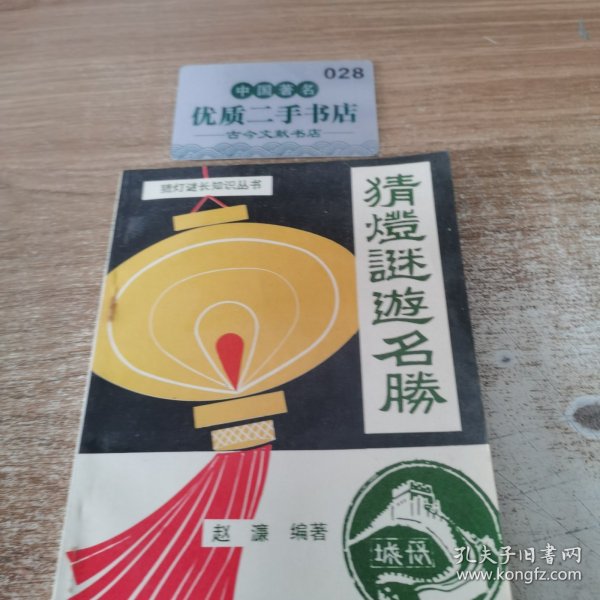 028
中国著名
优质二手书店
古今文献书店
猜灯谜长知识丛书
猜燈謎遊名勝
赵濂 编著
孔夫子旧书网
www.kongfz.com